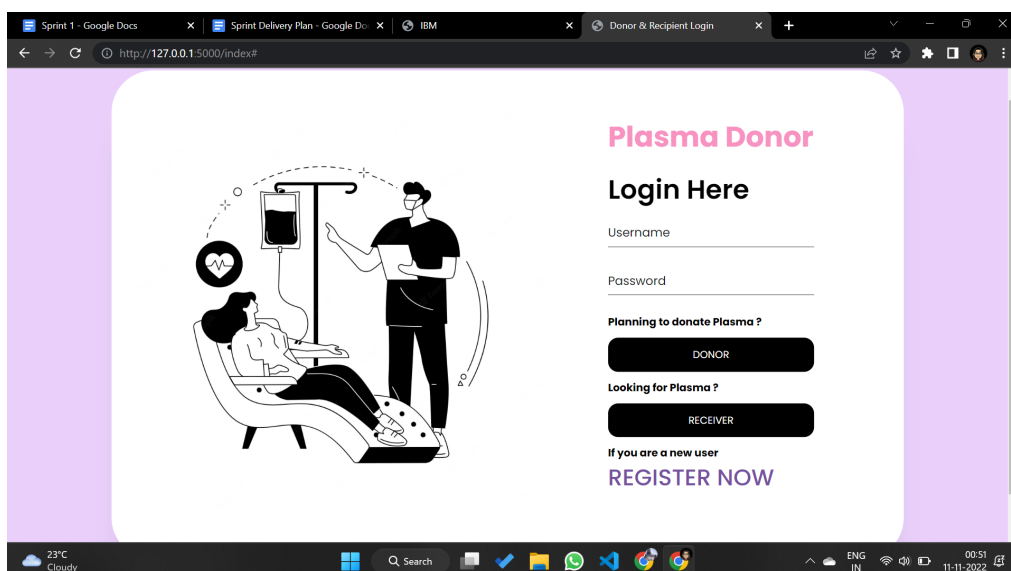 Sprint 1 - Google Docs
Sprint Delivery Plan - Google Do
IBM
Donor & Recipient Login
http://127.0.0.1:5000/index#
Plasma Donor
Login Here
Username
Password
Planning to donate Plasma ?
DONOR
Looking for Plasma ?
RECEIVER
If you are a new user
REGISTER NOW
23°C
Cloudy
Search
ENG
IN
00:51
11-11-2022